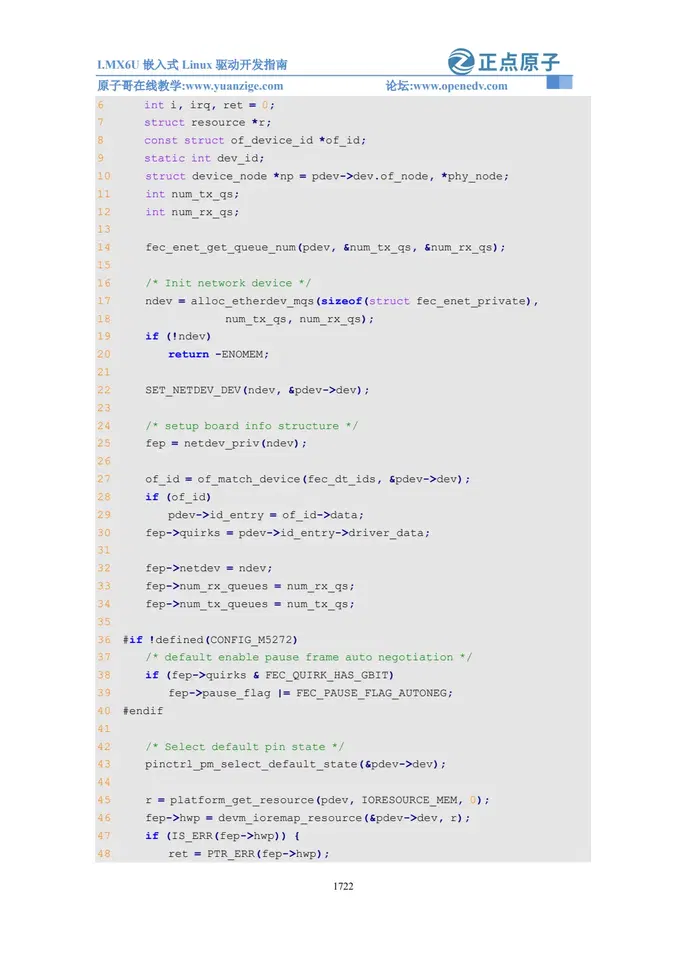 I.MX6U 嵌入式 Linux 驱动开发指南
正点原子
原子哥在线教学:www.yuanzige.com 论坛:www.openedv.com
6 int i, irq, ret = 0;
7 struct resource *r;
8 const struct of_device_id *of_id;
9 static int dev_id;
10 struct device_node *np = pdev->dev.of_node, *phy_node;
11 int num_tx_qs;
12 int num_rx_qs;
13
14 fec_enet_get_queue_num(pdev, &num_tx_qs, &num_rx_qs);
15
16 /* Init network device */
17 ndev = alloc_etherdev_mqs(sizeof(struct fec_enet_private),
18 num_tx_qs, num_rx_qs);
19 if (!ndev)
20 return -ENOMEM;
21
22 SET_NETDEV_DEV(ndev, &pdev->dev);
23
24 /* setup board info structure */
25 fep = netdev_priv(ndev);
26
27 of_id = of_match_device(fec_dt_ids, &pdev->dev);
28 if (of_id)
29 pdev->id_entry = of_id->data;
30 fep->quirks = pdev->id_entry->driver_data;
31
32 fep->netdev = ndev;
33 fep->num_rx_queues = num_rx_qs;
34 fep->num_tx_queues = num_tx_qs;
35
36 #if !defined(CONFIG_M5272)
37 /* default enable pause frame auto negotiation */
38 if (fep->quirks & FEC_QUIRK_HAS_GBIT)
39 fep->pause_flag |= FEC_PAUSE_FLAG_AUTONEG;
40 #endif
41
42 /* Select default pin state */
43 pinctrl_pm_select_default_state(&pdev->dev);
44
45 r = platform_get_resource(pdev, IORESOURCE_MEM, 0);
46 fep->hwp = devm_ioremap_resource(&pdev->dev, r);
47 if (IS_ERR(fep->hwp)) {
48 ret = PTR_ERR(fep->hwp);
1722